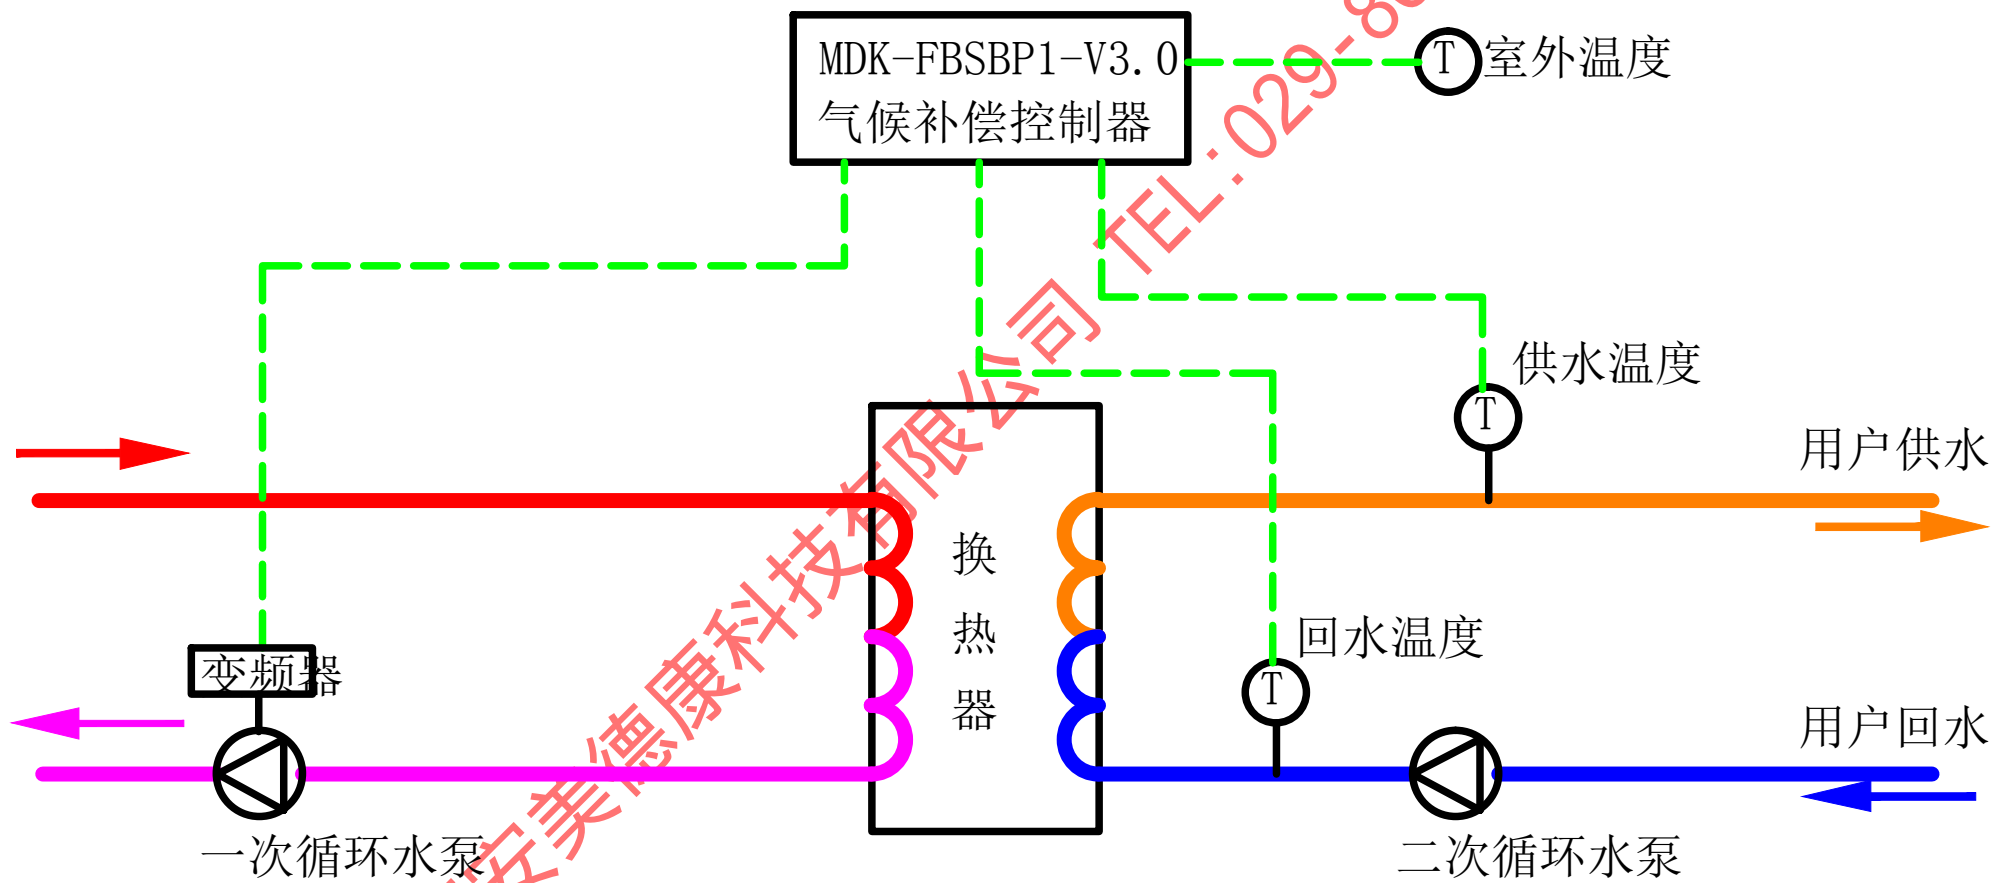 MDK-FBSBP1-V3.0
气候补偿控制器
T 室外温度
供水温度
T
用户供水
换
热
器
回水温度
T
变频器
用户回水
一次循环水泵
二次循环水泵
安美德康科技有限公司 TEL:029-8